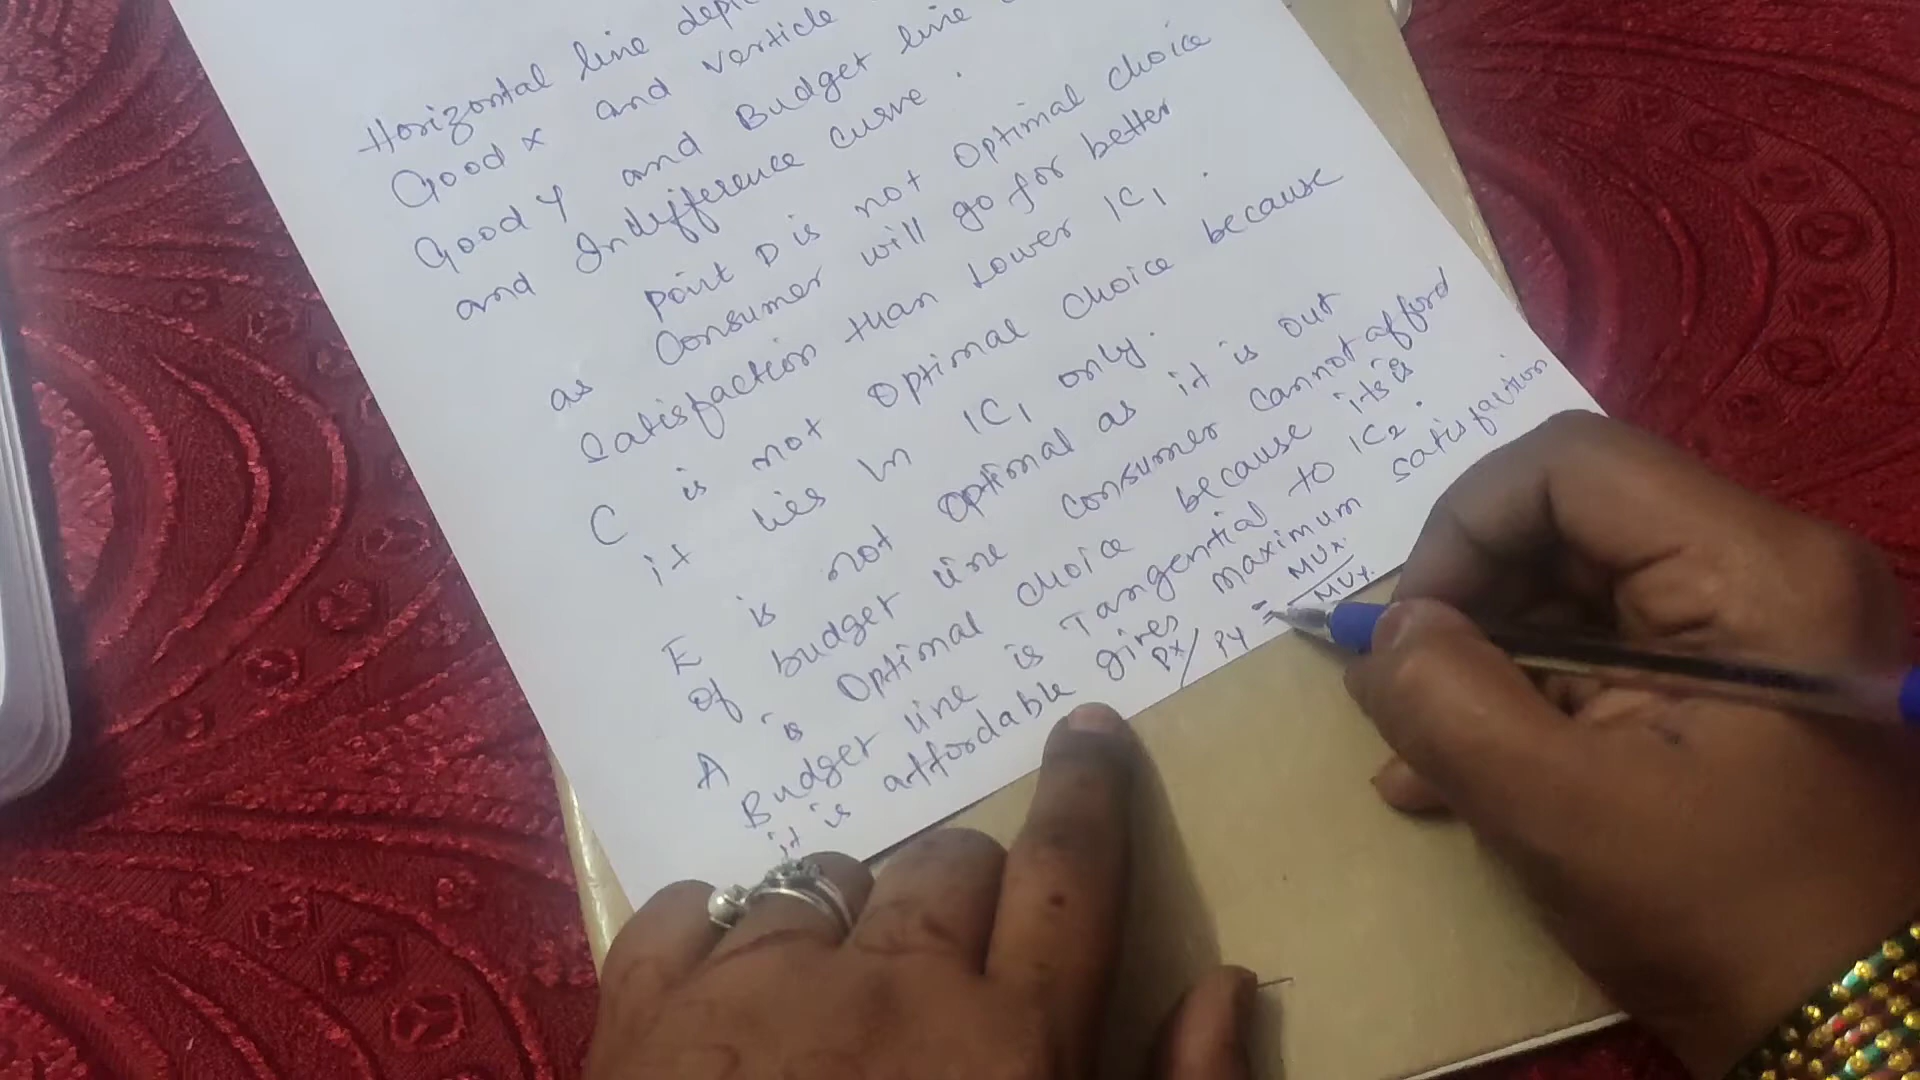 Horizontal line
Good x and verticle
Good Y and Budget line
and Indifference curve.
point D is not Optimal choice
as Consumer will go for better
Satisfaction than Lower IC1.
C is not Optimal choice because
it lies in IC1 only.
E is not optimal as it is out
of budget line Consumer cannot afford
A is Optimal choice because its is
Budget line is Tangential to IC2.
it is affordable gives maximum satisfaction
Px/PY = MUx
MUy.